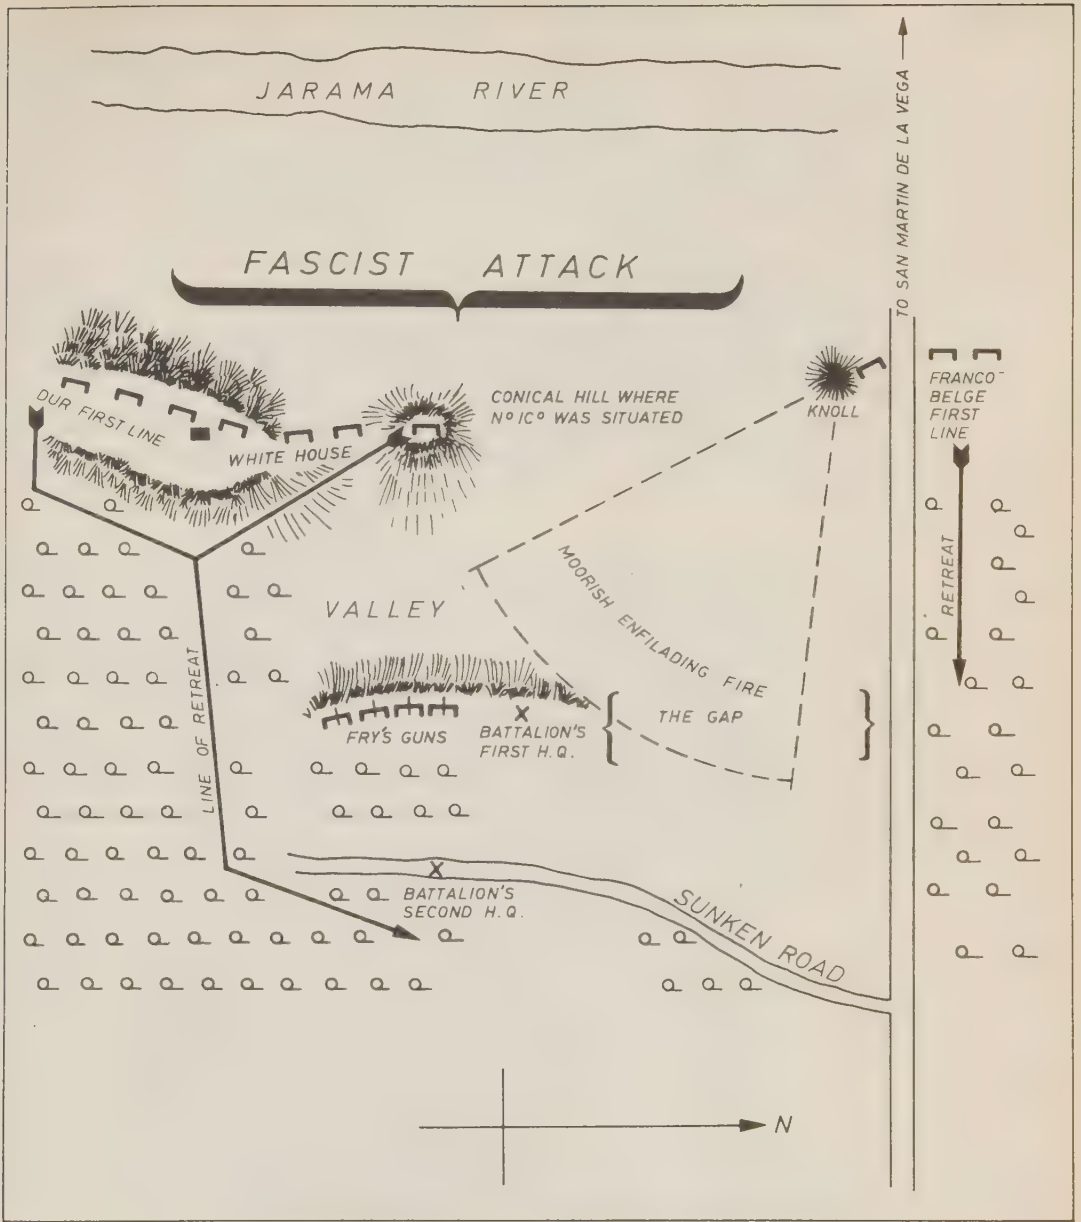 JARAMA RIVER
TO SAN MARTIN DE LA VEGA
FASCIST ATTACK
CONICAL HILL WHERE
Nº 1Cº WAS SITUATED
KNOLL
FRANCO-
BELGE
FIRST
LINE
OUR FIRST LINE
WHITE HOUSE
RETREAT
MOORISH ENFILADING FIRE
VALLEY
LINE OF RETREAT
THE GAP
FRY'S GUNS
BATTALION'S
FIRST H.Q.
BATTALION'S
SECOND H.Q.
SUNKEN ROAD
N